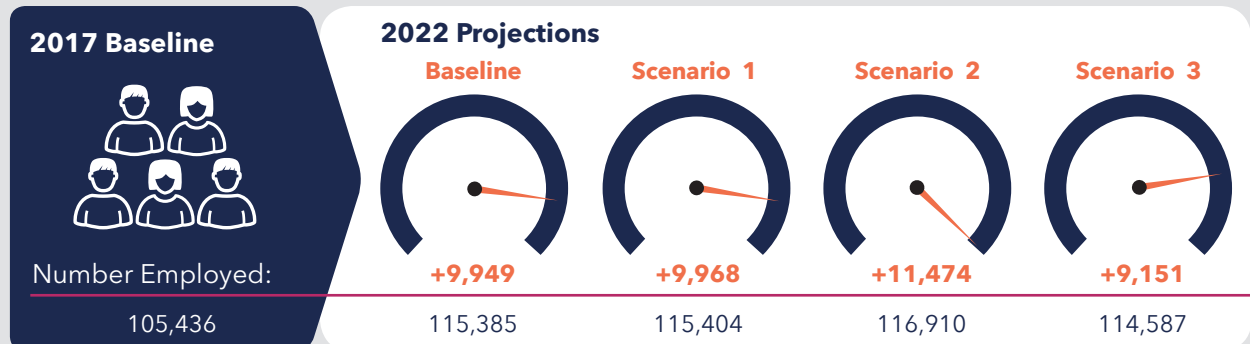 2017 Baseline
2022 Projections
Baseline
Scenario 1
Scenario 2
Scenario 3
Number Employed:
+9,949
+9,968
+11,474
+9,151
105,436
115,385
115,404
116,910
114,587